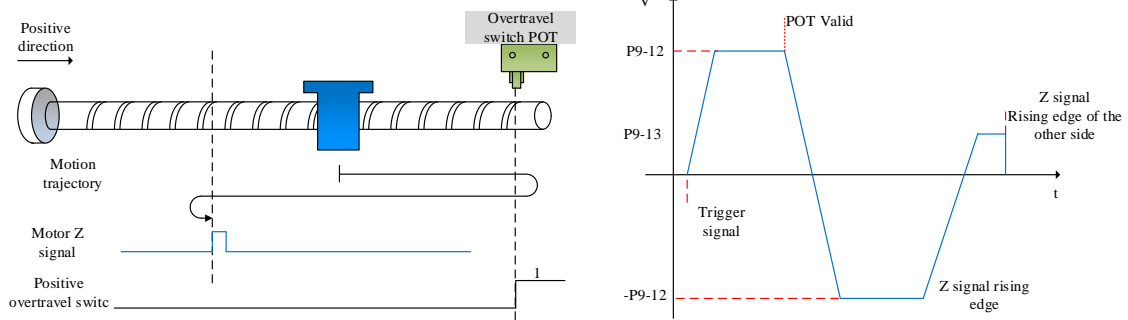 Positive
direction
Overtravel
switch POT
Motion
trajectory
Motor Z
signal
Positive
overtravel switc
1
V
POT Valid
P9-12
Z signal
Rising edge of the
other side
P9-13
t
Trigger
signal
-P9-12
Z signal rising
edge